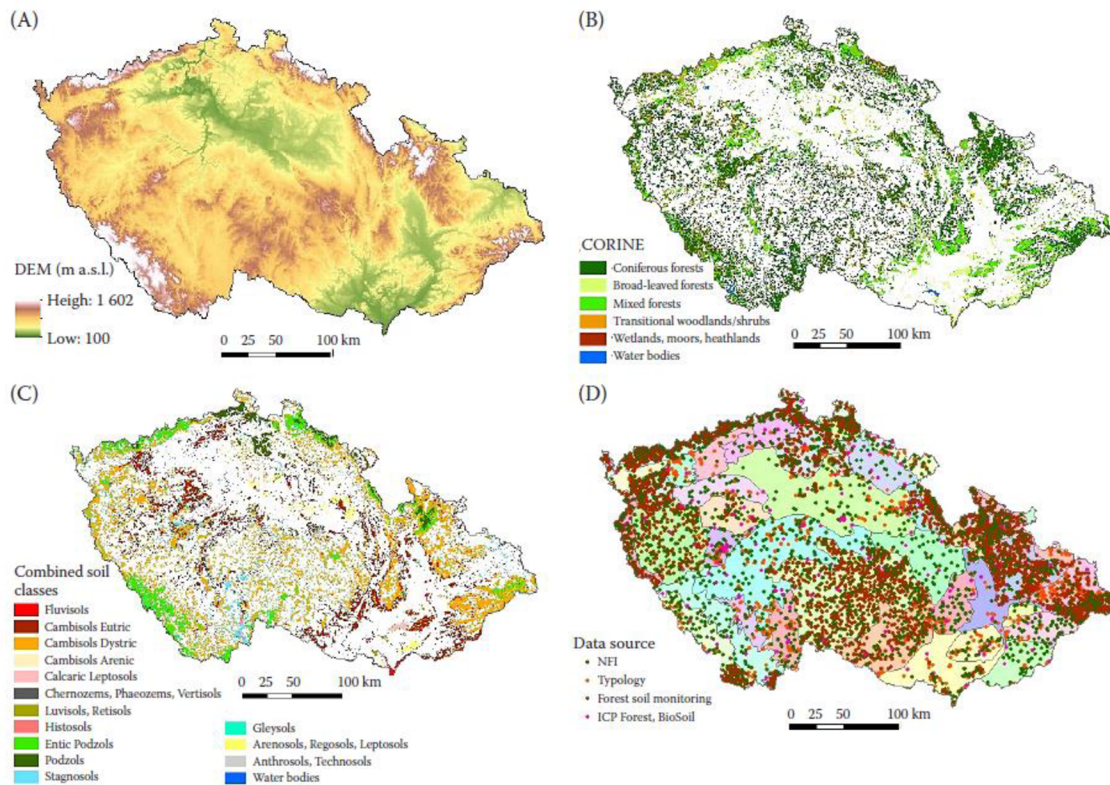 (A)
DEM (m a.s.l.)
Heigh: 1 602
Low: 100
0 25 50 100 km
(B)
CORINE
·Coniferous forests
Broad-leaved forests
Mixed forests
Transitional woodlands/shrubs
·Wetlands, moors, heathlands
·Water bodies
0 25 50 100 km
(C)
Combined soil
classes
Fluvisols
Cambisols Eutric
Cambisols Dystric
Cambisols Arenic
Calcaric Leptosols
Chernozems, Phaeozems, Vertisols
Luvisols, Retisols
Histosols
Entic Podzols
Podzols
Stagnosols
Gleysols
Arenosols, Regosols, Leptosols
Anthrosols, Technosols
Water bodies
0 25 50 100 km
(D)
Data source
NFI
Typology
Forest soil monitoring
ICP Forest, BioSoil
0 25 50 100 km